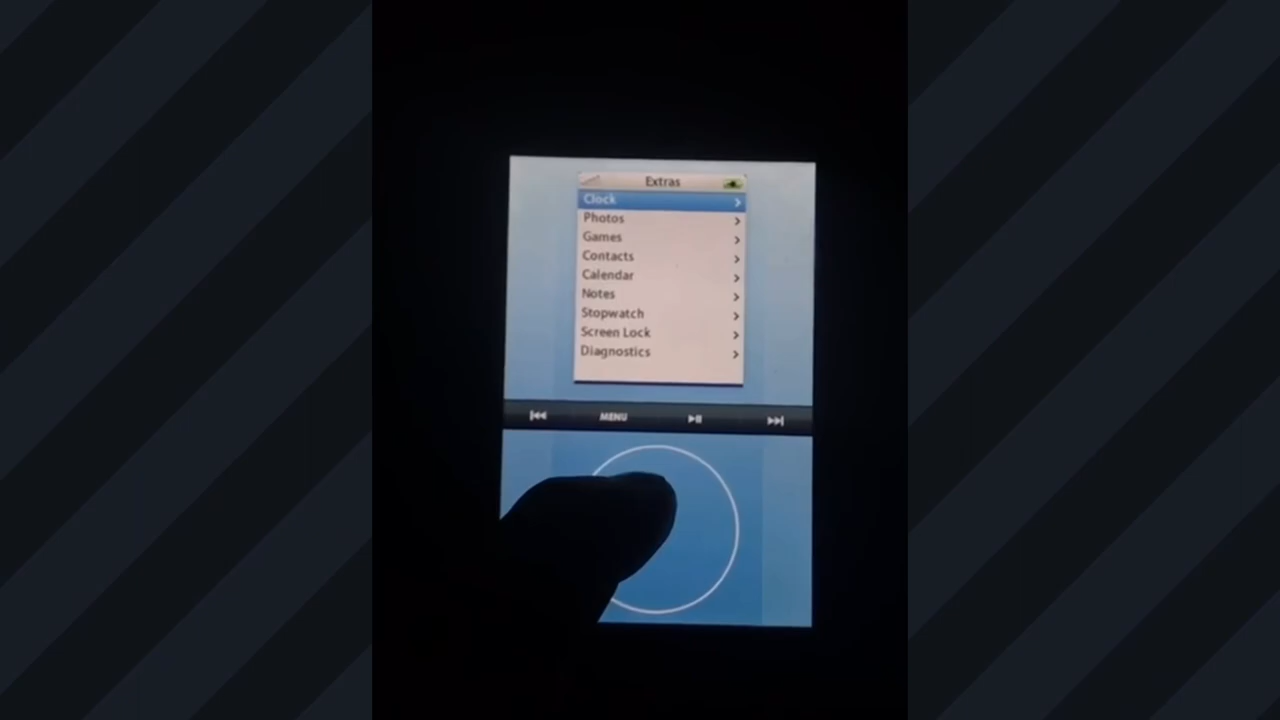 Extras
Clock
Photos
Games
Contacts
Calendar
Notes
Stopwatch
Screen Lock
Diagnostics
MENU